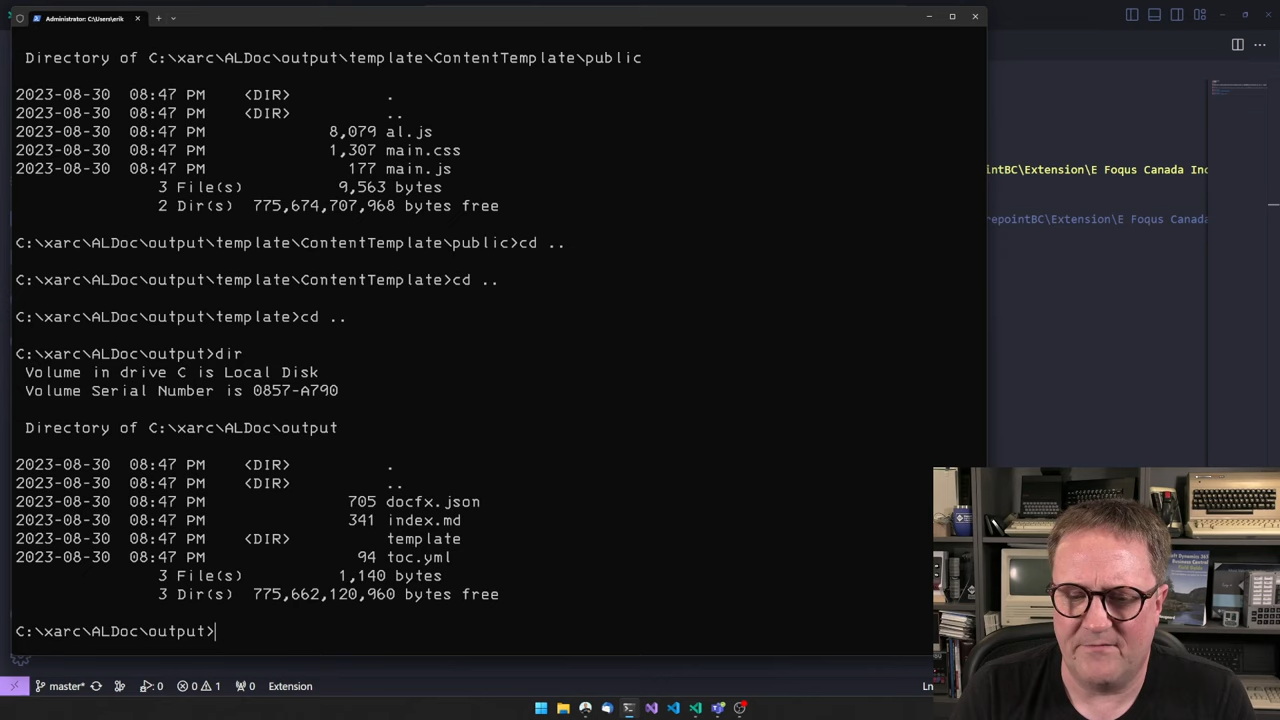 Administrator: C:\Users\erik
Directory of C:\xarc\ALDoc\output\template\ContentTemplate\public
2023-08-30  08:47 PM    <DIR>          .
2023-08-30  08:47 PM    <DIR>          ..
2023-08-30  08:47 PM             8,079 al.js
2023-08-30  08:47 PM             1,307 main.css
2023-08-30  08:47 PM               177 main.js
3 File(s)          9,563 bytes
2 Dir(s)  775,674,707,968 bytes free
C:\xarc\ALDoc\output\template\ContentTemplate\public>cd ..
C:\xarc\ALDoc\output\template\ContentTemplate>cd ..
C:\xarc\ALDoc\output\template>cd ..
C:\xarc\ALDoc\output>dir
Volume in drive C is Local Disk
Volume Serial Number is 0857-A790
Directory of C:\xarc\ALDoc\output
2023-08-30  08:47 PM    <DIR>          .
2023-08-30  08:47 PM    <DIR>          ..
2023-08-30  08:47 PM               705 docfx.json
2023-08-30  08:47 PM               341 index.md
2023-08-30  08:47 PM    <DIR>          template
2023-08-30  08:47 PM                94 toc.yml
3 File(s)          1,140 bytes
3 Dir(s)  775,662,120,960 bytes free
C:\xarc\ALDoc\output>
intBC\Extension\E Foqus Canada Inc
repointBC\Extension\E Foqus Canada
Business Central
master* 0 0 1 0 Extension Ln